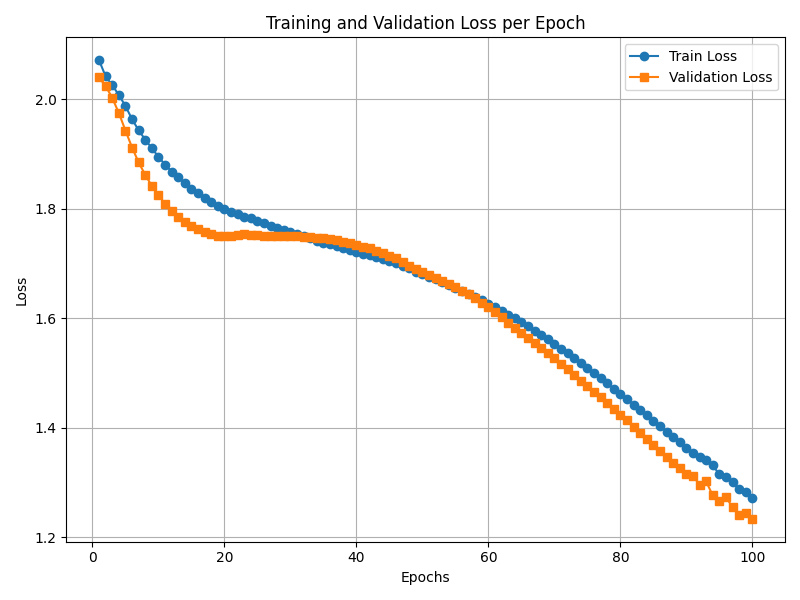 Training and Validation Loss per Epoch
Train Loss
Validation Loss
2.0
1.8
1.6
1.4
1.2
Loss
0 20 40 60 80 100
Epochs